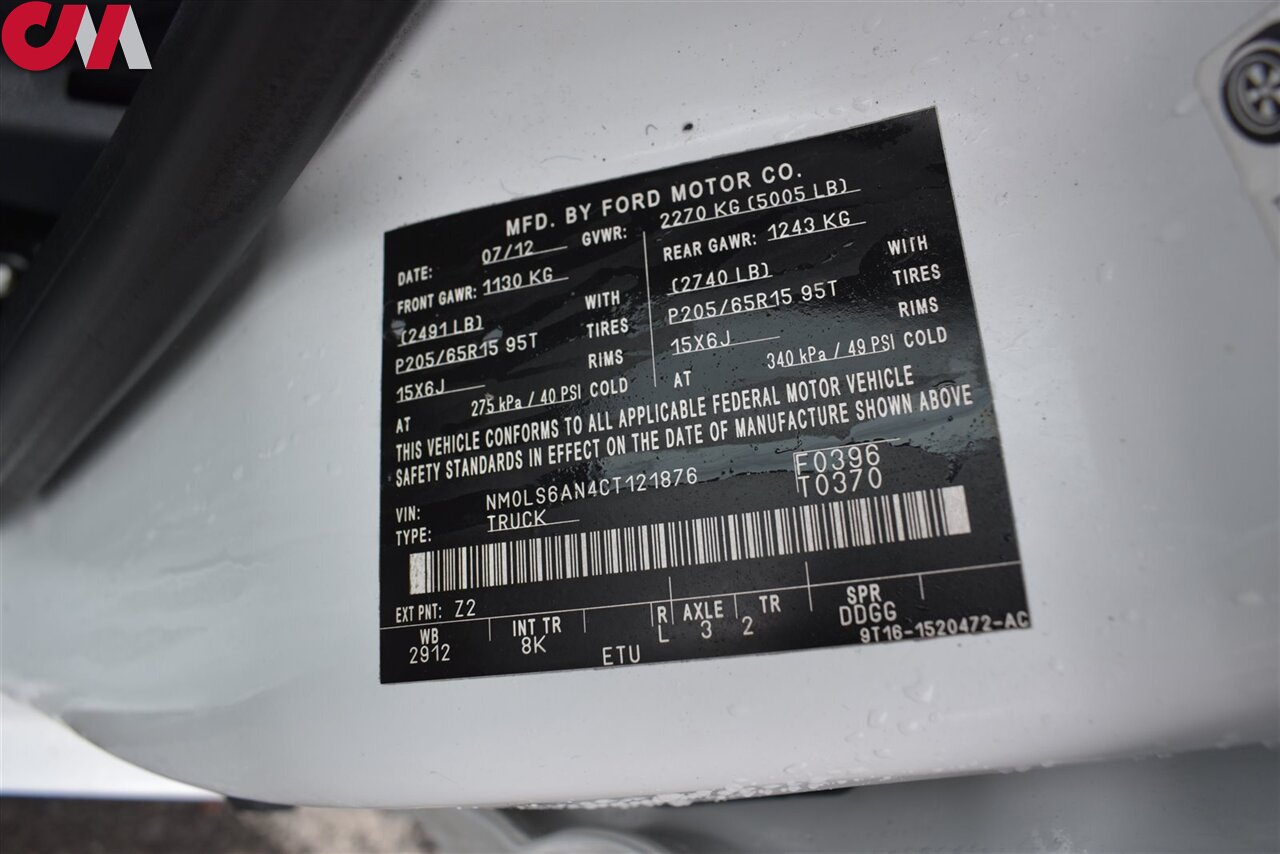 CM
MFD. BY FORD MOTOR CO.
DATE: 07/12 GVWR: 2270 KG (5005 LB)
FRONT GAWR: 1130 KG
(2491 LB) WITH
P205/65R15 95T TIRES
15X6J RIMS
AT 275 kPa / 40 PSI COLD
REAR GAWR: 1243 KG
(2740 LB) WITH
P205/65R15 95T TIRES
15X6J RIMS
AT 340 kPa / 49 PSI COLD
THIS VEHICLE CONFORMS TO ALL APPLICABLE FEDERAL MOTOR VEHICLE
SAFETY STANDARDS IN EFFECT ON THE DATE OF MANUFACTURE SHOWN ABOVE
VIN: NM0LS6AN4CT121876 F0396
TYPE: TRUCK T0370
EXT PNT: Z2
WB INT TR R AXLE TR SPR
2912 8K L 3 2 DDGG
ETU 9T16-1520472-AC